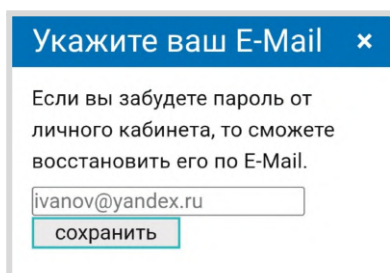 Укажите ваш E-Mail ×
Если вы забудете пароль от
личного кабинета, то сможете
восстановить его по E-Mail.
ivanov@yandex.ru
сохранить